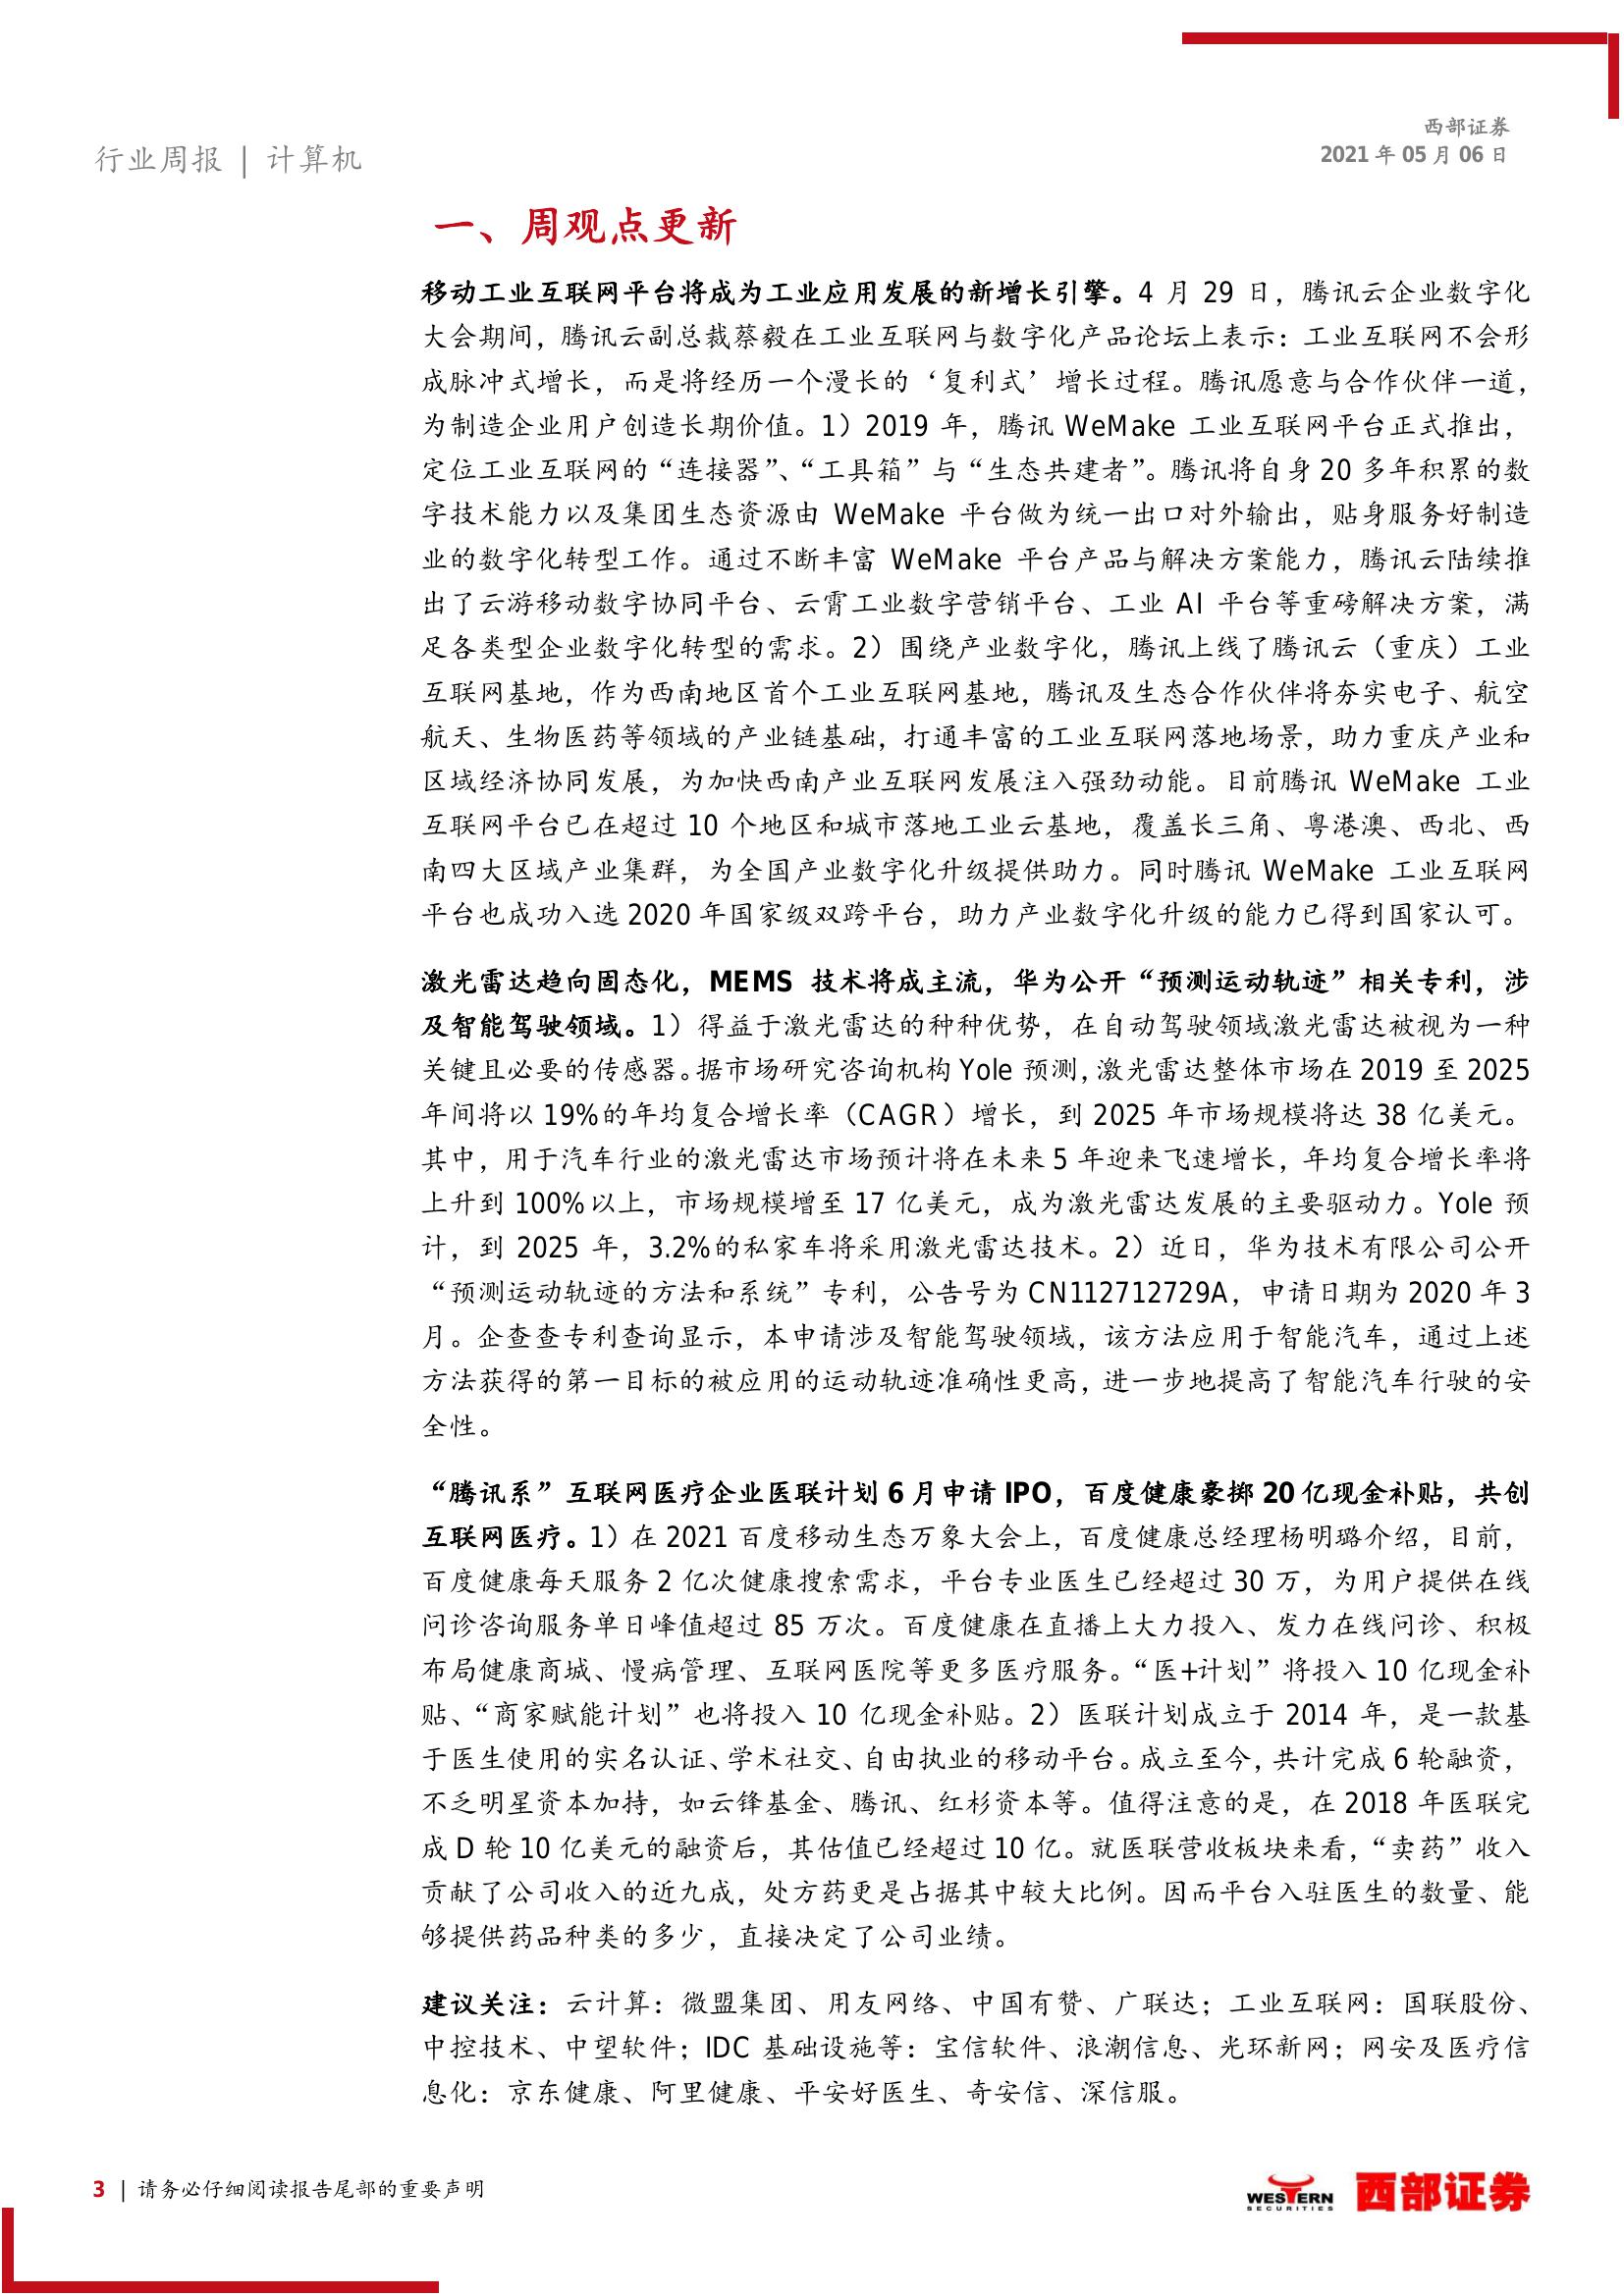 西部证券
2021 年 05 月 06 日
行业周报 | 计算机
一、周观点更新
移动工业互联网平台将成为工业应用发展的新增长引擎。4 月 29 日，腾讯云企业数字化
大会期间，腾讯云副总裁蔡毅在工业互联网与数字化产品论坛上表示：工业互联网不会形
成脉冲式增长，而是将经历一个漫长的‘复利式’增长过程。腾讯愿意与合作伙伴一道，
为制造企业用户创造长期价值。1）2019 年，腾讯 WeMake 工业互联网平台正式推出，
定位工业互联网的“连接器”、“工具箱”与“生态共建者”。腾讯将自身 20 多年积累的数
字技术能力以及集团生态资源由 WeMake 平台做为统一出口对外输出，贴身服务好制造
业的数字化转型工作。通过不断丰富 WeMake 平台产品与解决方案能力，腾讯云陆续推
出了云游移动数字协同平台、云霄工业数字营销平台、工业 AI 平台等重磅解决方案，满
足各类型企业数字化转型的需求。2）围绕产业数字化，腾讯上线了腾讯云（重庆）工业
互联网基地，作为西南地区首个工业互联网基地，腾讯及生态合作伙伴将夯实电子、航空
航天、生物医药等领域的产业链基础，打通丰富的工业互联网落地场景，助力重庆产业和
区域经济协同发展，为加快西南产业互联网发展注入强劲动能。目前腾讯 WeMake 工业
互联网平台已在超过 10 个地区和城市落地工业云基地，覆盖长三角、粤港澳、西北、西
南四大区域产业集群，为全国产业数字化升级提供助力。同时腾讯 WeMake 工业互联网
平台也成功入选 2020 年国家级双跨平台，助力产业数字化升级的能力已得到国家认可。
激光雷达趋向固态化，MEMS 技术将成主流，华为公开“预测运动轨迹”相关专利，涉
及智能驾驶领域。1）得益于激光雷达的种种优势，在自动驾驶领域激光雷达被视为一种
关键且必要的传感器。据市场研究咨询机构 Yole 预测，激光雷达整体市场在 2019 至 2025
年间将以 19%的年均复合增长率（CAGR）增长，到 2025 年市场规模将达 38 亿美元。
其中，用于汽车行业的激光雷达市场预计将在未来 5 年迎来飞速增长，年均复合增长率将
上升到 100%以上，市场规模增至 17 亿美元，成为激光雷达发展的主要驱动力。Yole 预
计，到 2025 年，3.2%的私家车将采用激光雷达技术。2）近日，华为技术有限公司公开
“预测运动轨迹的方法和系统”专利，公告号为 CN112712729A，申请日期为 2020 年 3
月。企查查专利查询显示，本申请涉及智能驾驶领域，该方法应用于智能汽车，通过上述
方法获得的第一目标的被应用的运动轨迹准确性更高，进一步地提高了智能汽车行驶的安
全性。
“腾讯系”互联网医疗企业医联计划 6 月申请 IPO，百度健康豪掷 20 亿现金补贴，共创
互联网医疗。1）在 2021 百度移动生态万象大会上，百度健康总经理杨明璐介绍，目前，
百度健康每天服务 2 亿次健康搜索需求，平台专业医生已经超过 30 万，为用户提供在线
问诊咨询服务单日峰值超过 85 万次。百度健康在直播上大力投入、发力在线问诊、积极
布局健康商城、慢病管理、互联网医院等更多医疗服务。“医+计划”将投入 10 亿现金补
贴、“商家赋能计划”也将投入 10 亿现金补贴。2）医联计划成立于 2014 年，是一款基
于医生使用的实名认证、学术社交、自由执业的移动平台。成立至今，共计完成 6 轮融资，
不乏明星资本加持，如云锋基金、腾讯、红杉资本等。值得注意的是，在 2018 年医联完
成 D 轮 10 亿美元的融资后，其估值已经超过 10 亿。就医联营收板块来看，“卖药”收入
贡献了公司收入的近九成，处方药更是占据其中较大比例。因而平台入驻医生的数量、能
够提供药品种类的多少，直接决定了公司业绩。
建议关注：云计算：微盟集团、用友网络、中国有赞、广联达；工业互联网：国联股份、
中控技术、中望软件；IDC 基础设施等：宝信软件、浪潮信息、光环新网；网安及医疗信
息化：京东健康、阿里健康、平安好医生、奇安信、深信服。
3 | 请务必仔细阅读报告尾部的重要声明
WESTERN
SECURITIES
西部证券